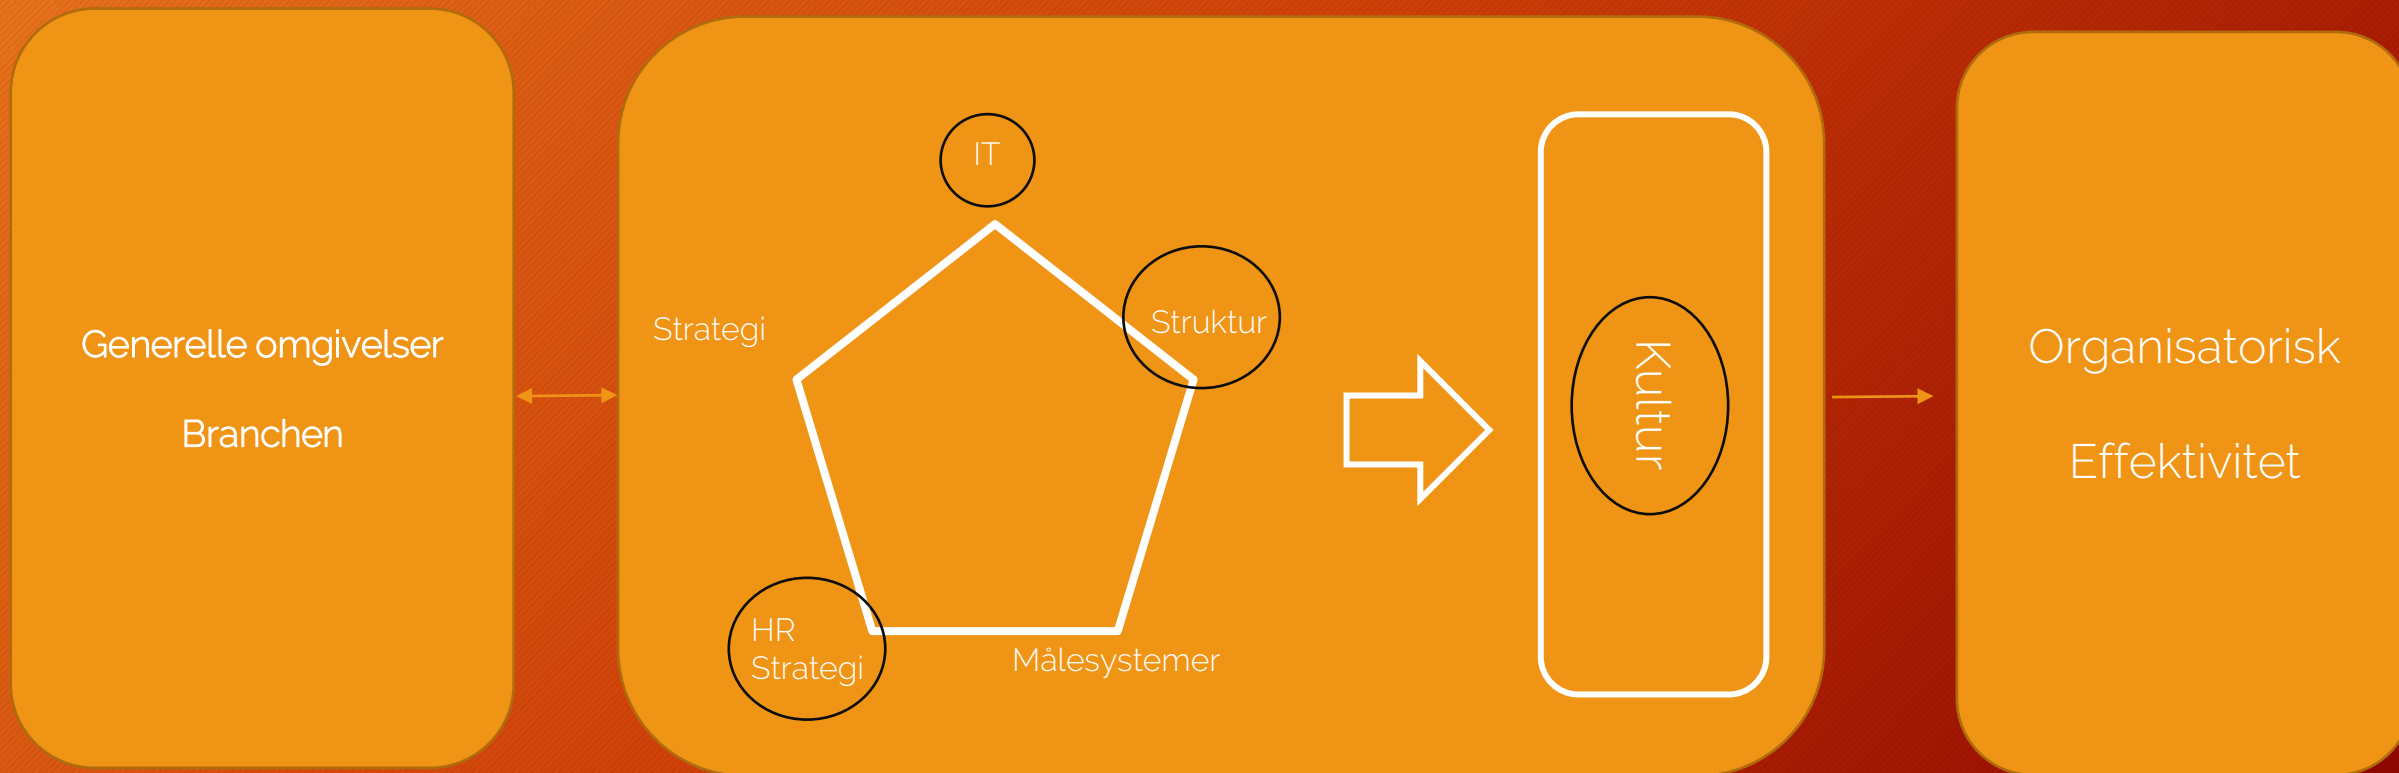 Generelle omgivelser
Branchen
IT
Strategi
Struktur
HR
Strategi
Målesystemer
Kultur
Organisatorisk
Effektivitet